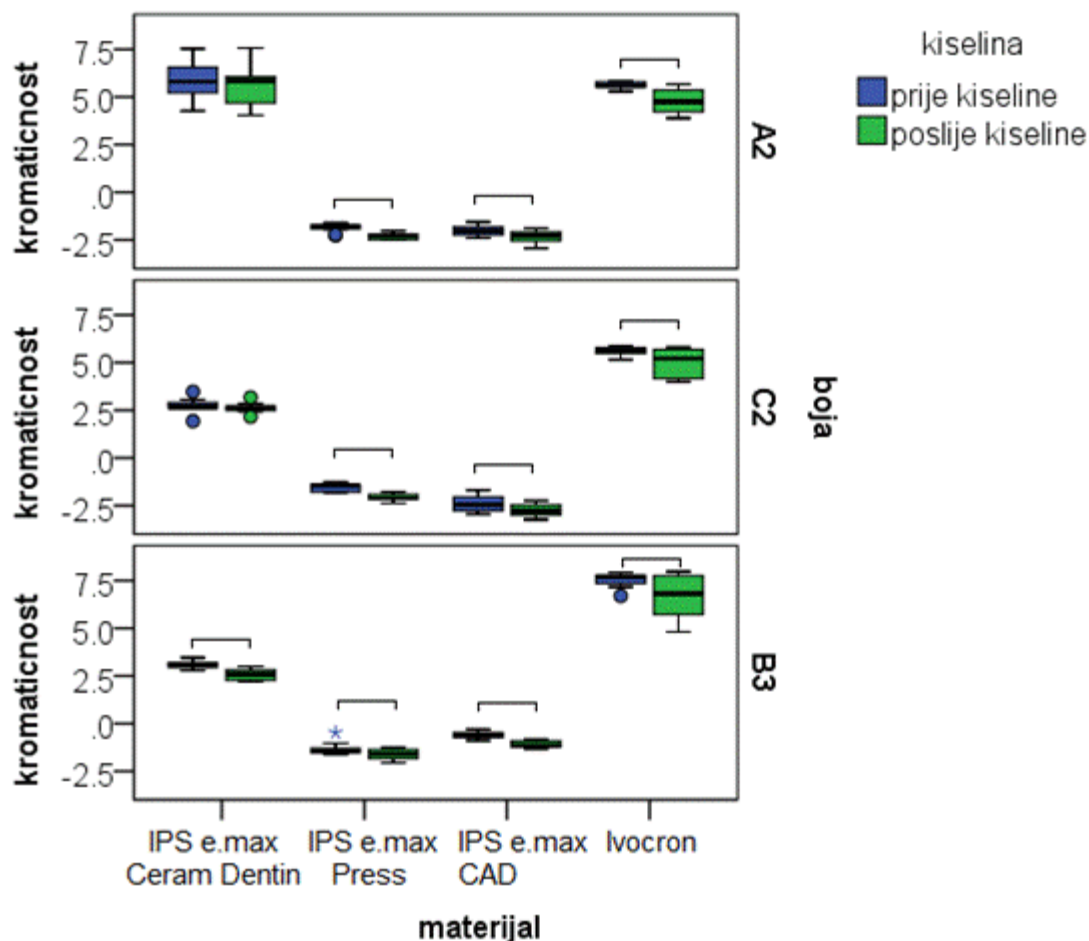 kiselina
prije kiseline
poslije kiseline
kromaticnost
7.5
5.0
2.5
.0
-2.5
A2
kromaticnost
7.5
5.0
2.5
.0
-2.5
C2
boja
kromaticnost
7.5
5.0
2.5
.0
-2.5
B3
IPS e.max
Ceram Dentin
IPS e.max
Press
IPS e.max
CAD
Ivocron
materijal